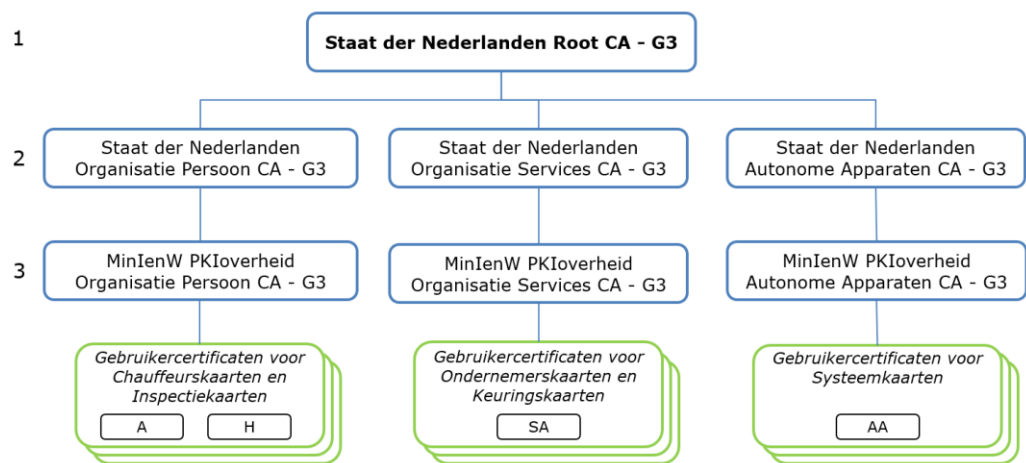 1
Staat der Nederlanden Root CA - G3
2
Staat der Nederlanden
Organisatie Persoon CA - G3
Staat der Nederlanden
Organisatie Services CA - G3
Staat der Nederlanden
Autonome Apparaten CA - G3
3
MinIenW PKIoverheid
Organisatie Persoon CA - G3
MinIenW PKIoverheid
Organisatie Services CA - G3
MinIenW PKIoverheid
Autonome Apparaten CA - G3
Gebruikercertificaten voor
Chauffeurskaarten en
Inspectiekaarten
A
H
Gebruikercertificaten voor
Ondernemerskaarten en
Keuringskaarten
SA
Gebruikercertificaten voor
Systeemkaarten
AA